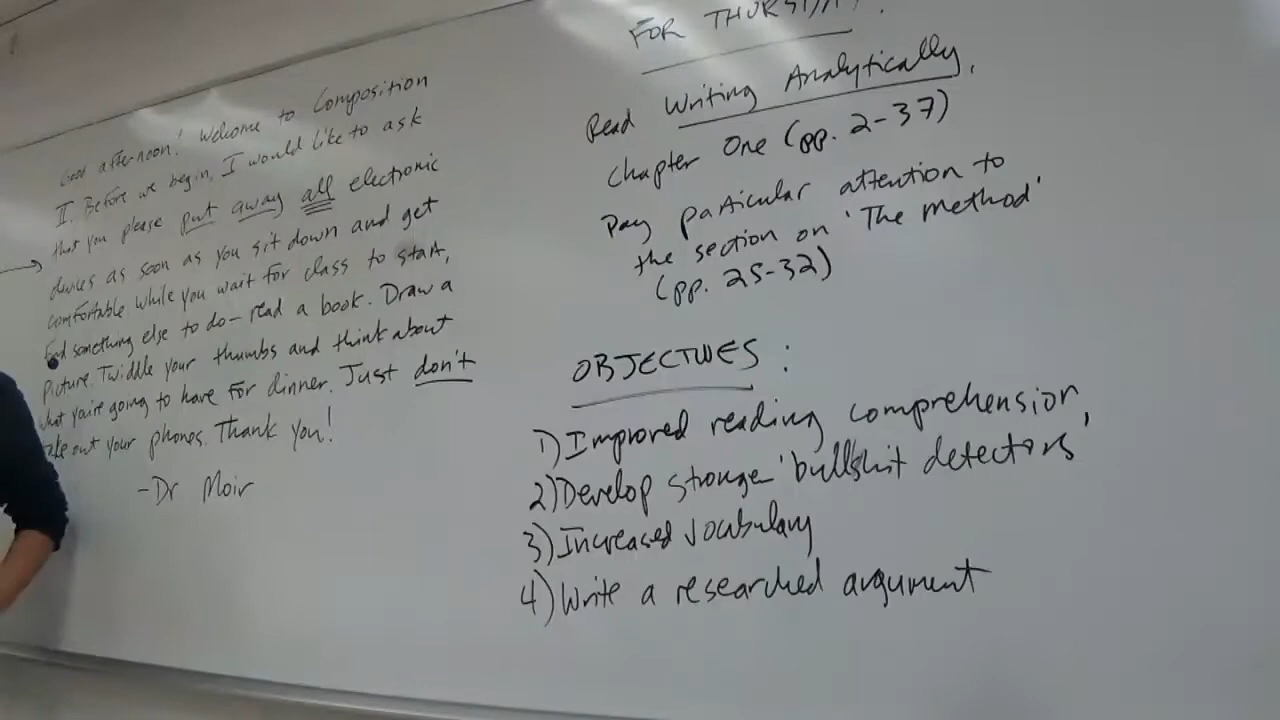 Good afternoon! Welcome to Composition
II. Before we begin, I would like to ask
that you please put away all electronic
devices as soon as you sit down and get
comfortable while you wait for class to start,
find something else to do - read a book. Draw a
picture. Twiddle your thumbs and think about
what you're going to have for dinner. Just don't
take out your phones. Thank you!
- Dr Moir
FOR THURSDAY:
Read Writing Analytically,
Chapter One (pp. 2-37)
Pay particular attention to
the section on 'The Method'
(pp. 25-32)
OBJECTIVES:
1) Improved reading comprehension,
2) Develop stronger 'bullshit detectors'
3) Increased vocabulary
4) Write a researched argument